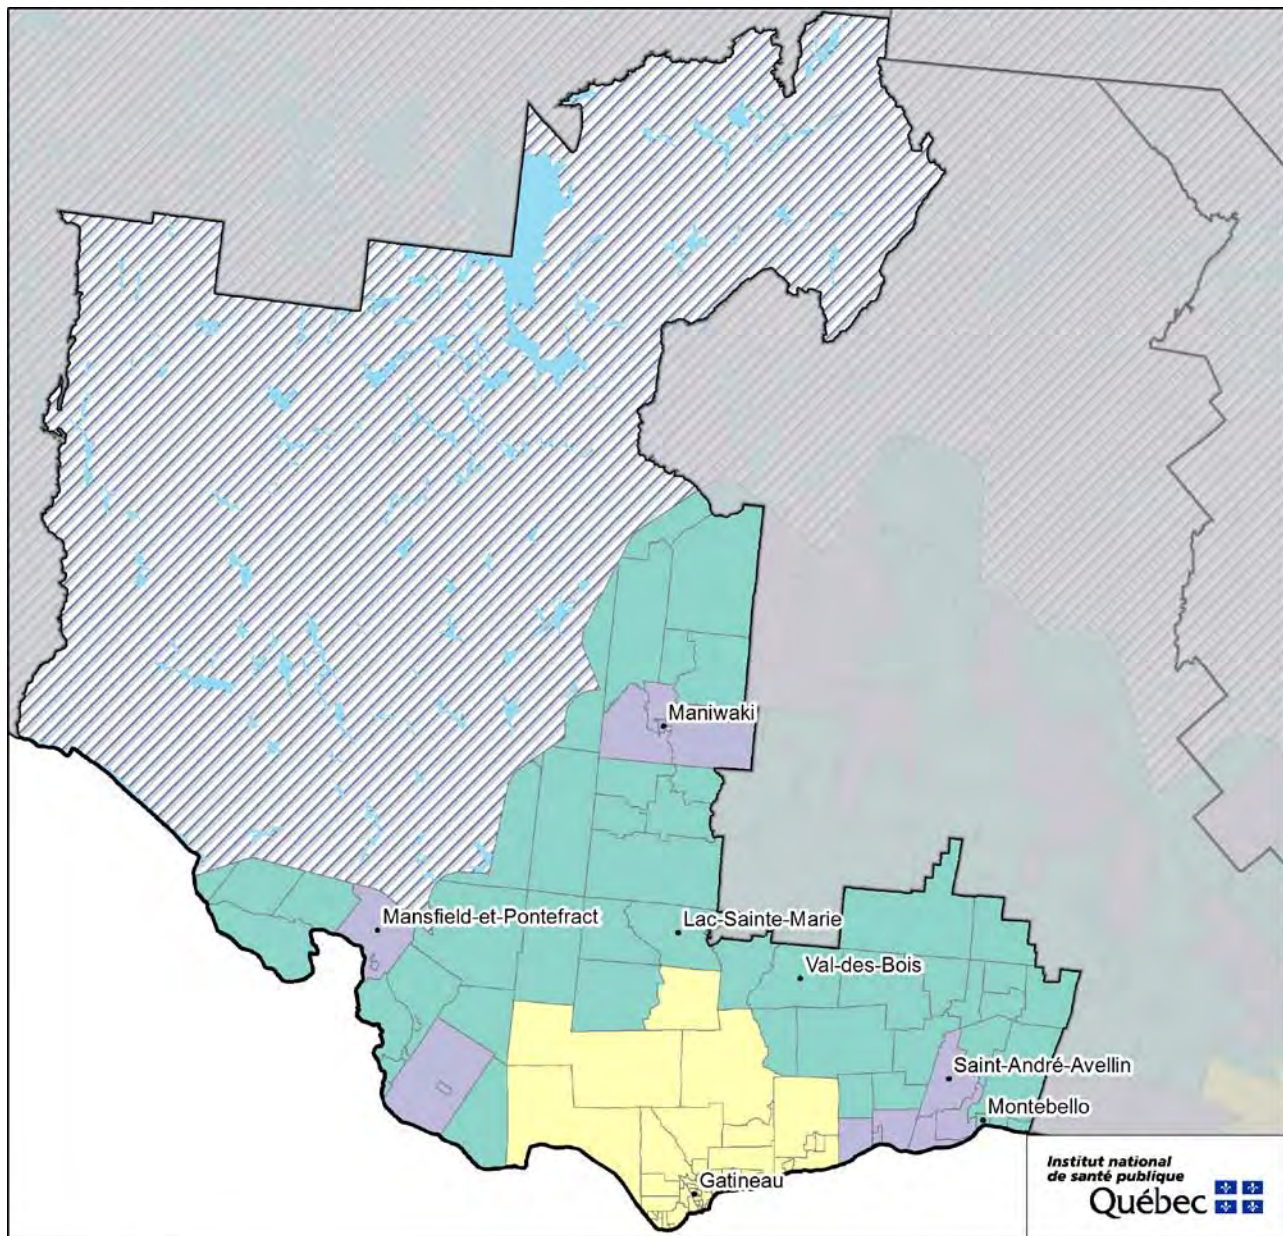 Maniwaki
Mansfield-et-Pontefract
Lac-Sainte-Marie
Val-des-Bois
Saint-André-Avellin
Montebello
Gatineau
Institut national
de santé publique
Québec